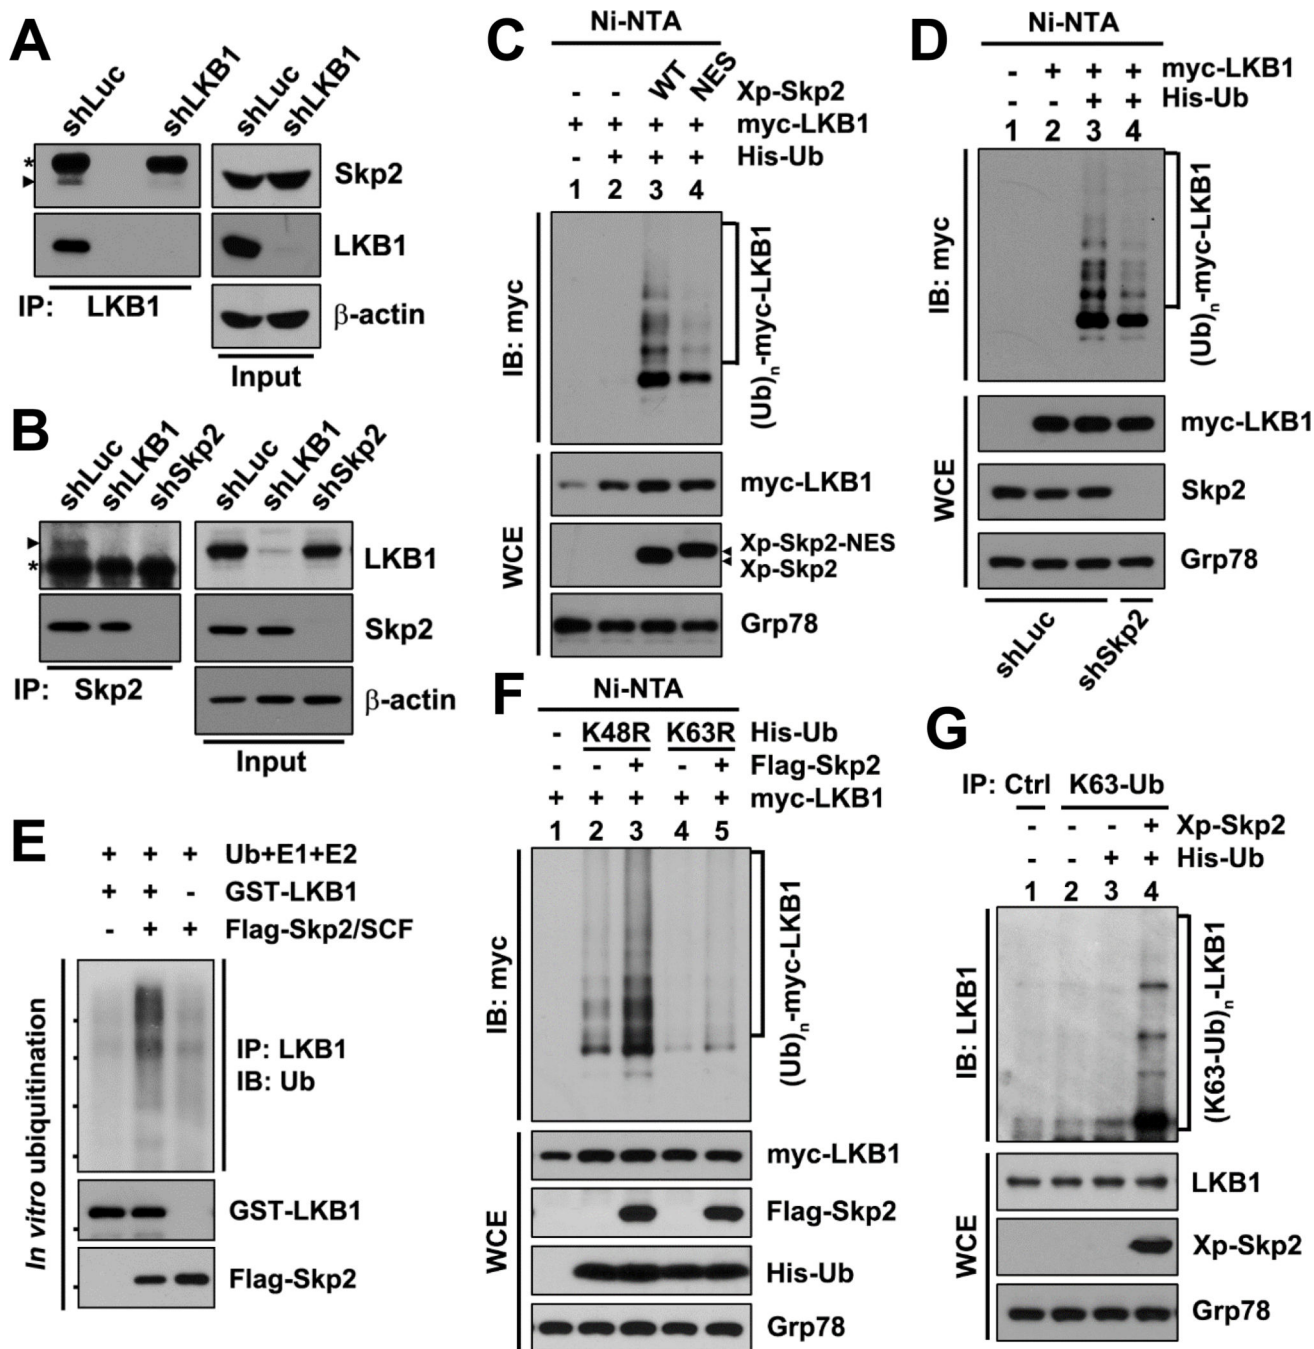 A
shLuc
shLKB1
shLuc
shLKB1
*
Skp2
LKB1
β-actin
IP: LKB1
Input
B
shLuc
shLKB1
shSkp2
shLuc
shLKB1
shSkp2
*
LKB1
Skp2
β-actin
IP: Skp2
Input
C
Ni-NTA
- - WT NES Xp-Skp2
+ + + + myc-LKB1
- + + + His-Ub
1 2 3 4
IB: myc
(Ub)n-myc-LKB1
WCE
myc-LKB1
Xp-Skp2-NES
Xp-Skp2
Grp78
D
Ni-NTA
- + + + myc-LKB1
- - + + His-Ub
1 2 3 4
IB: myc
(Ub)n-myc-LKB1
WCE
myc-LKB1
Skp2
Grp78
shLuc
shSkp2
E
+ + + Ub+E1+E2
+ + - GST-LKB1
- + + Flag-Skp2/SCF
In vitro ubiquitination
IP: LKB1
IB: Ub
GST-LKB1
Flag-Skp2
F
Ni-NTA
- K48R K63R His-Ub
- - + - + Flag-Skp2
+ + + + + myc-LKB1
1 2 3 4 5
IB: myc
(Ub)n-myc-LKB1
WCE
myc-LKB1
Flag-Skp2
His-Ub
Grp78
G
IP: Ctrl K63-Ub
- - - + Xp-Skp2
- - + + His-Ub
1 2 3 4
IB: LKB1
(K63-Ub)n-LKB1
WCE
LKB1
Xp-Skp2
Grp78